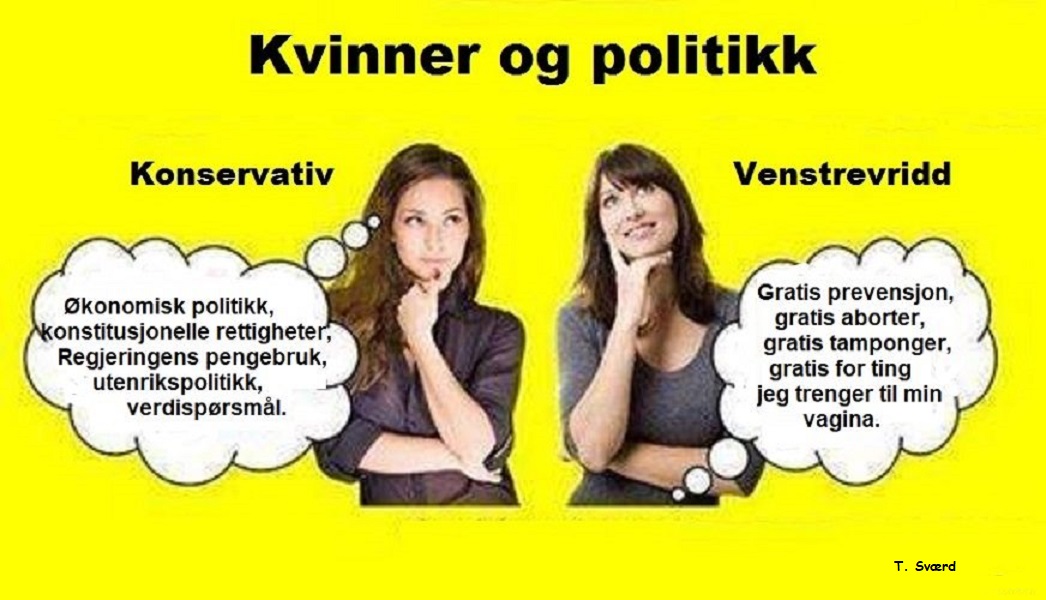 Kvinner og politikk
Konservativ
Venstrevridd
Økonomisk politikk,
konstitusjonelle rettigheter,
Regjeringens pengebruk,
utenrikspolitikk,
verdispørsmål.
Gratis prevensjon,
gratis aborter,
gratis tamponger,
gratis for ting
jeg trenger til min
vagina.
T. Sværd